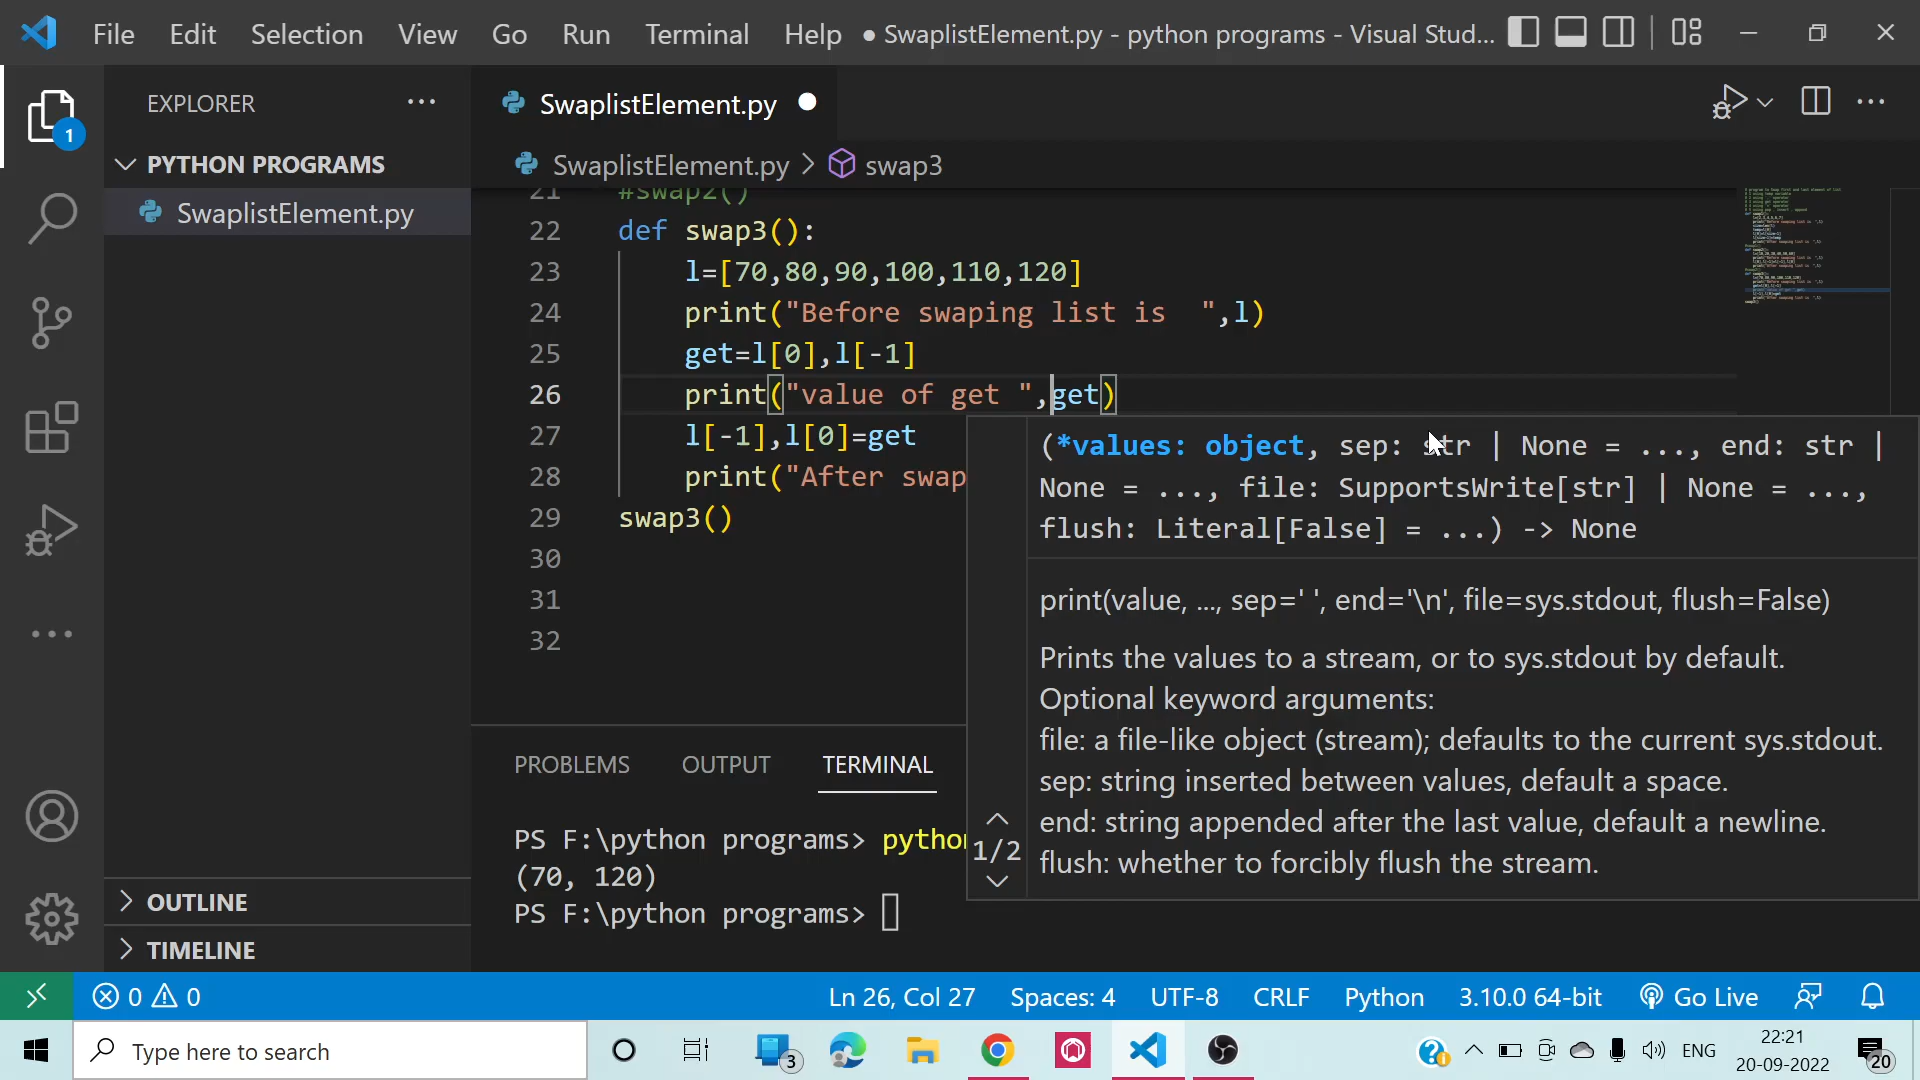 File Edit Selection View Go Run Terminal Help ● SwaplistElement.py - python programs - Visual Stud...
EXPLORER ...
SwaplistElement.py
1
PYTHON PROGRAMS
SwaplistElement.py > swap3
SwaplistElement.py
21 #swap2()
22 def swap3():
23 l=[70,80,90,100,110,120]
24 print("Before swaping list is  ",l)
25 get=l[0],l[-1]
26 print("value of get ",get)
27 l[-1],l[0]=get
28 print("After swap
29 swap3()
30
31
32
(*values: object, sep: str | None = ..., end: str |
None = ..., file: SupportsWrite[str] | None = ...,
flush: Literal[False] = ...) -> None
print(value, ..., sep=' ', end='\n', file=sys.stdout, flush=False)
Prints the values to a stream, or to sys.stdout by default.
Optional keyword arguments:
file: a file-like object (stream); defaults to the current sys.stdout.
sep: string inserted between values, default a space.
end: string appended after the last value, default a newline.
flush: whether to forcibly flush the stream.
1/2
PROBLEMS OUTPUT TERMINAL
PS F:\python programs> python
(70, 120)
PS F:\python programs>
OUTLINE
TIMELINE
0 0 Ln 26, Col 27 Spaces: 4 UTF-8 CRLF Python 3.10.0 64-bit Go Live
Type here to search
3
ENG
22:21
20-09-2022
20